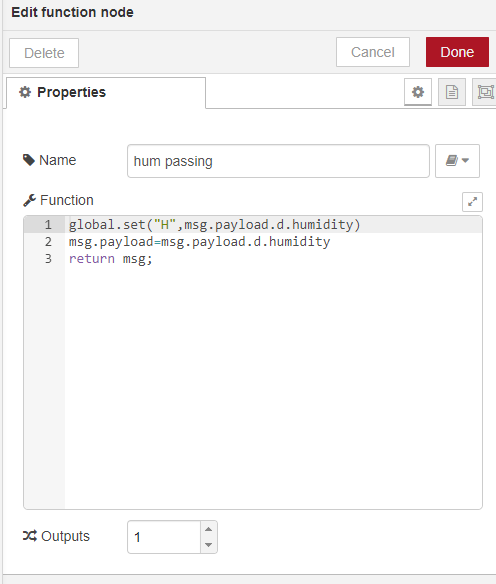 Edit function node
Delete Cancel Done
Properties
Name hum passing
Function
1 global.set("H",msg.payload.d.humidity)
2 msg.payload=msg.payload.d.humidity
3 return msg;
Outputs 1